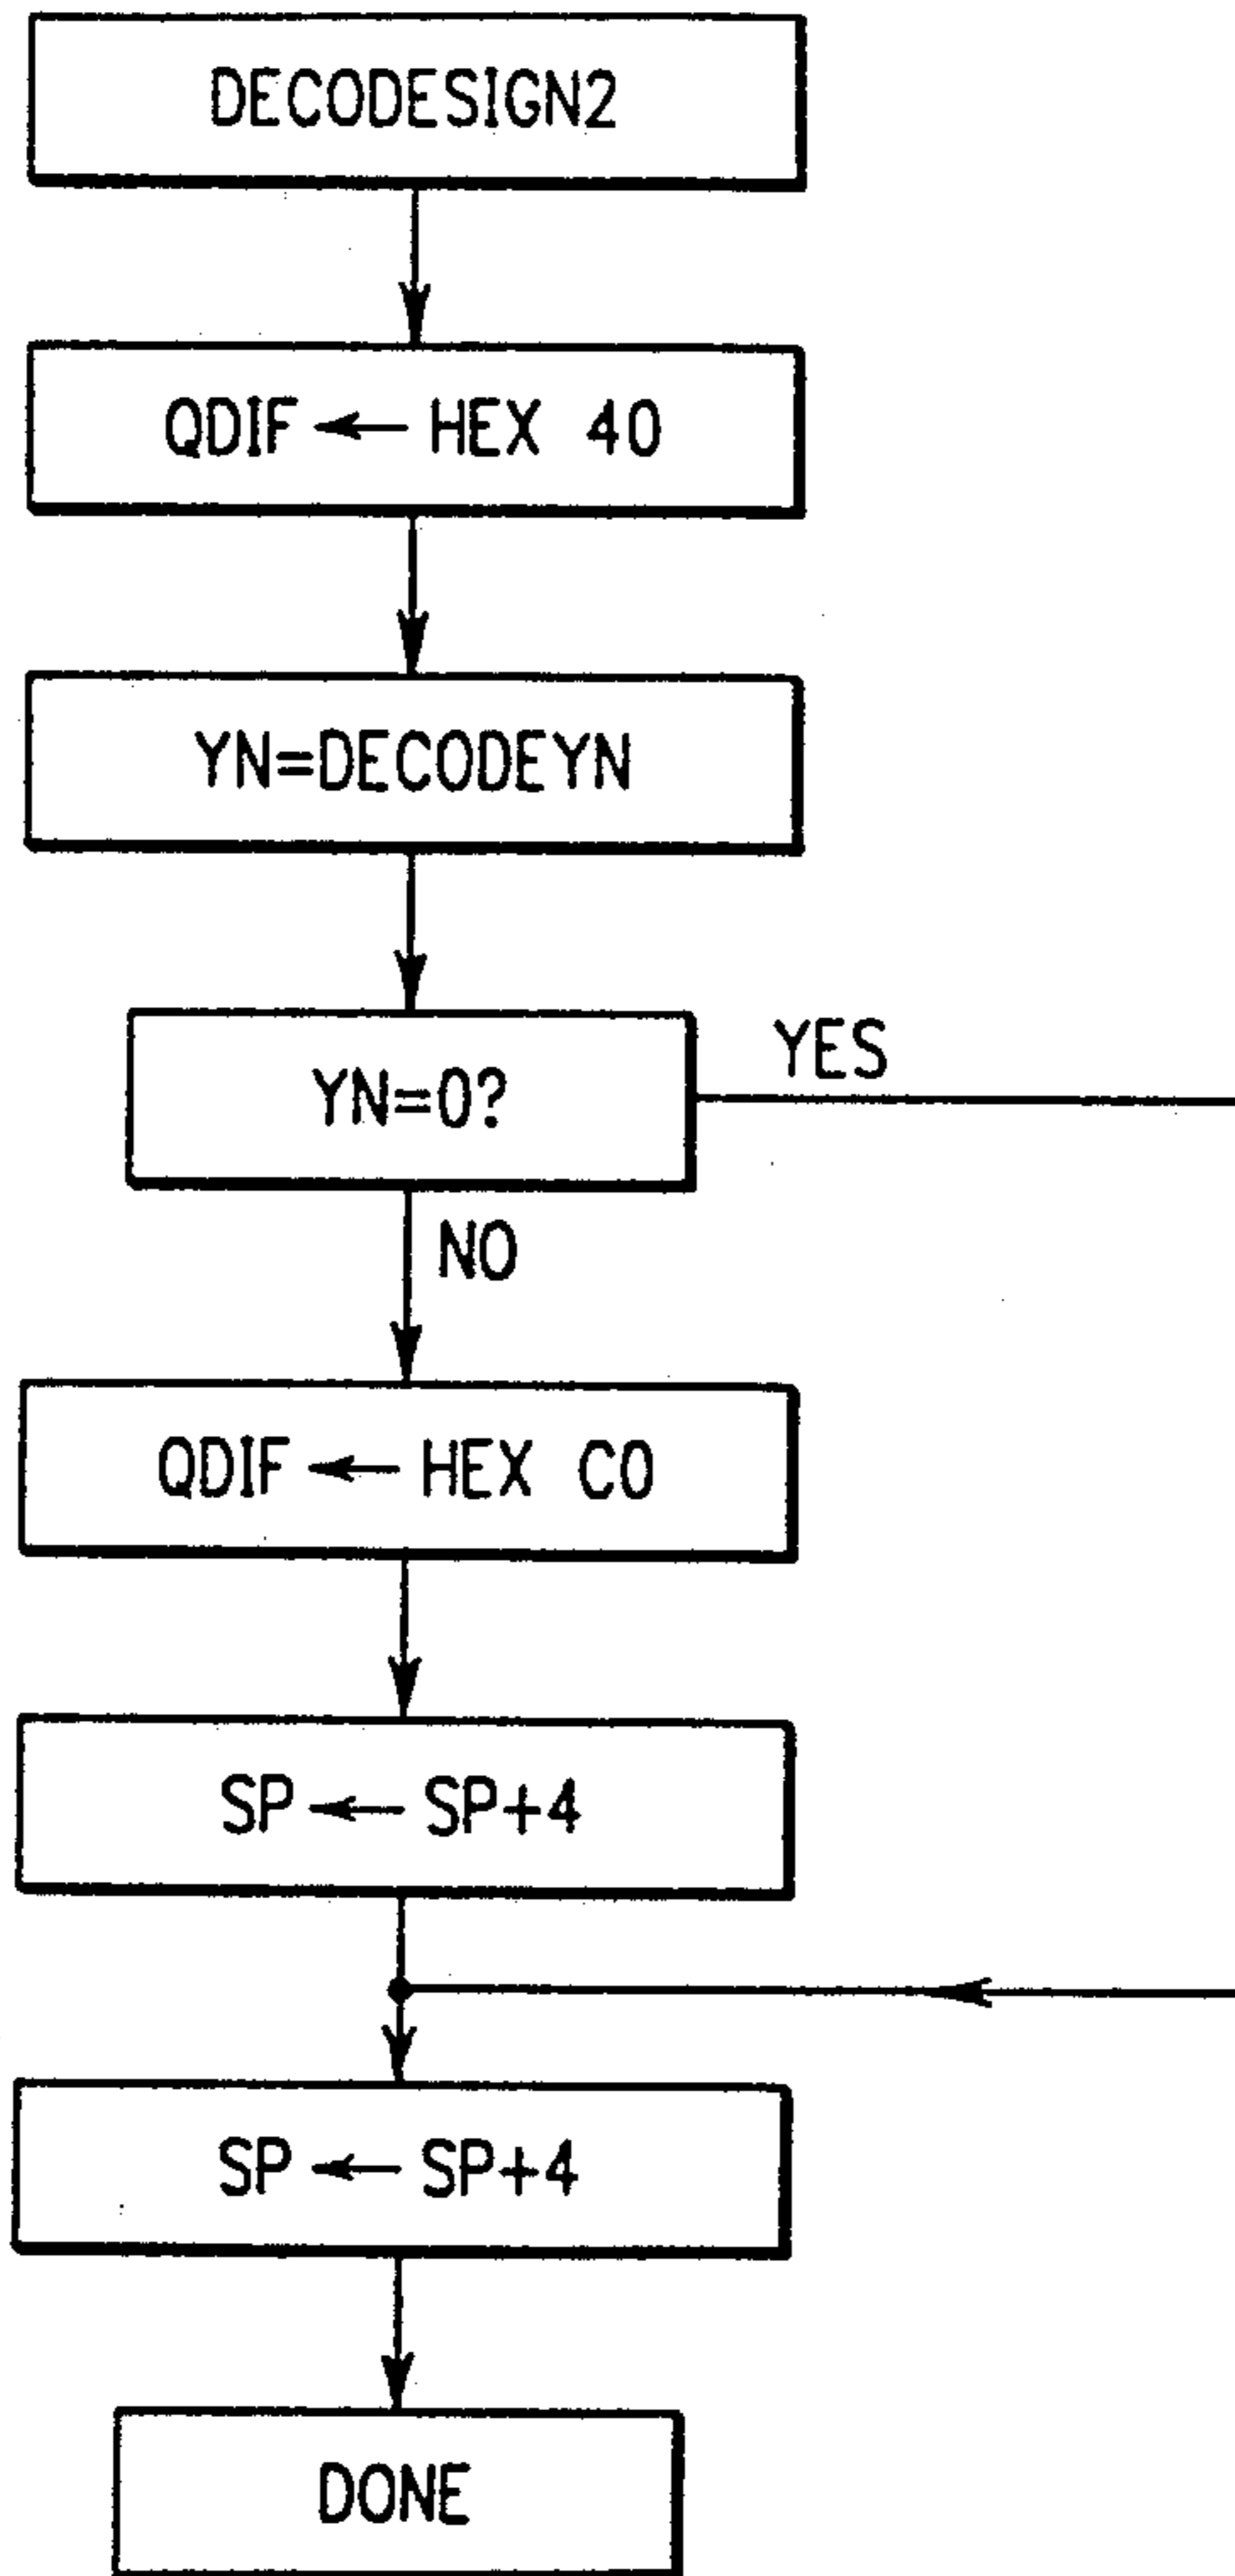 DECODESIGN2
QDIF ← HEX 40
YN=DECODEYN
YN=0?
YES
NO
QDIF ← HEX C0
SP ← SP+4
SP ← SP+4
DONE